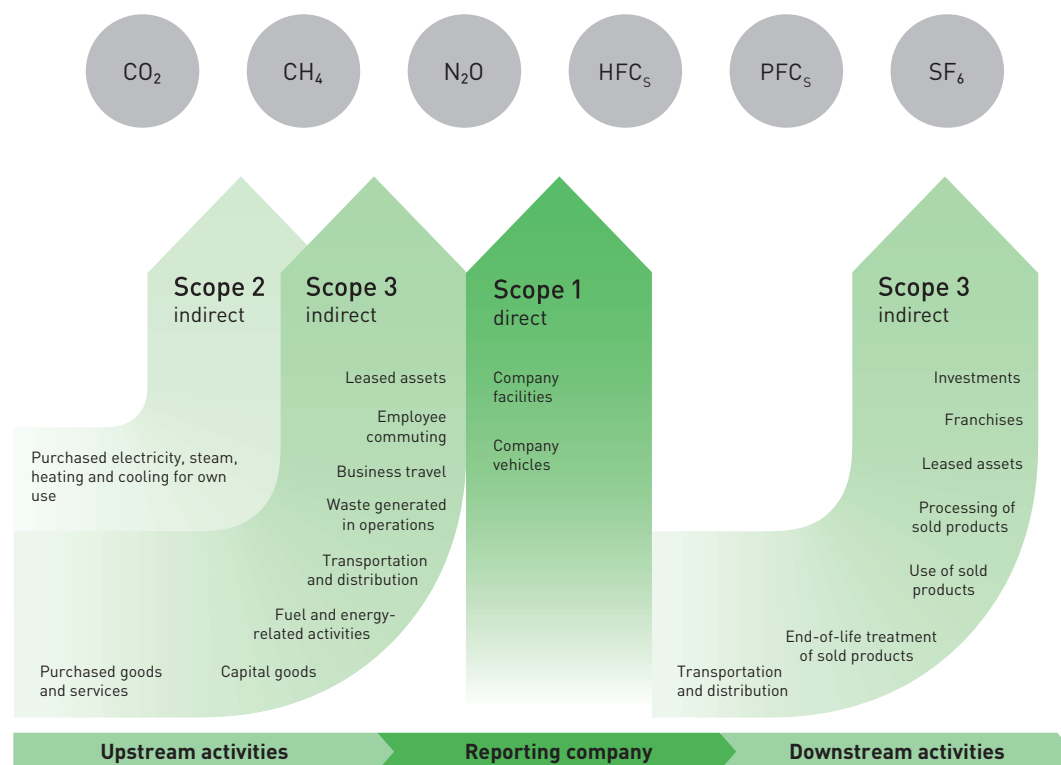 CO₂
CH₄
N₂O
HFCₛ
PFCₛ
SF₆
Scope 2
indirect
Purchased electricity, steam,
heating and cooling for own
use
Scope 3
indirect
Leased assets
Employee
commuting
Business travel
Waste generated
in operations
Transportation
and distribution
Fuel and energy-
related activities
Capital goods
Purchased goods
and services
Scope 1
direct
Company
facilities
Company
vehicles
Scope 3
indirect
Investments
Franchises
Leased assets
Processing of
sold products
Use of sold
products
End-of-life treatment
of sold products
Transportation
and distribution
Upstream activities
Reporting company
Downstream activities